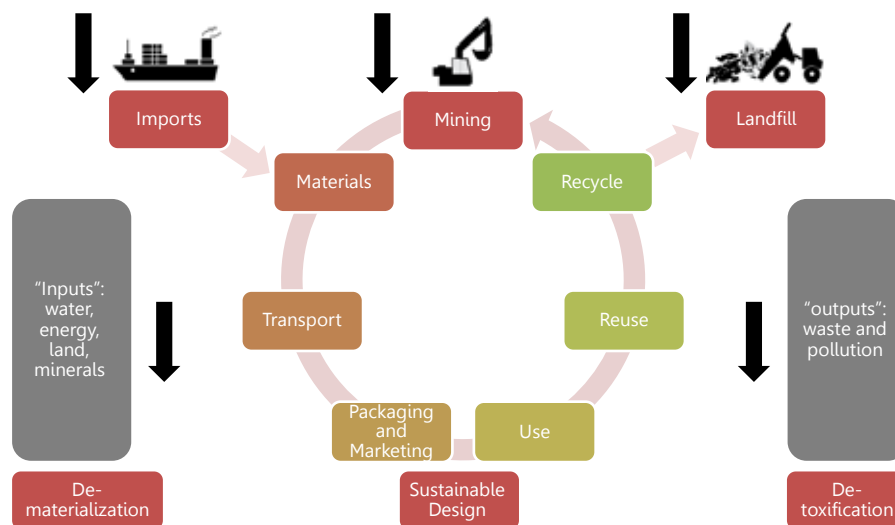 Imports
Mining
Landfill
Materials
Recycle
“Inputs”:
water,
energy,
land,
minerals
Transport
Reuse
“outputs”:
waste and
pollution
Packaging
and
Marketing
Use
De-
materialization
Sustainable
Design
De-
toxification